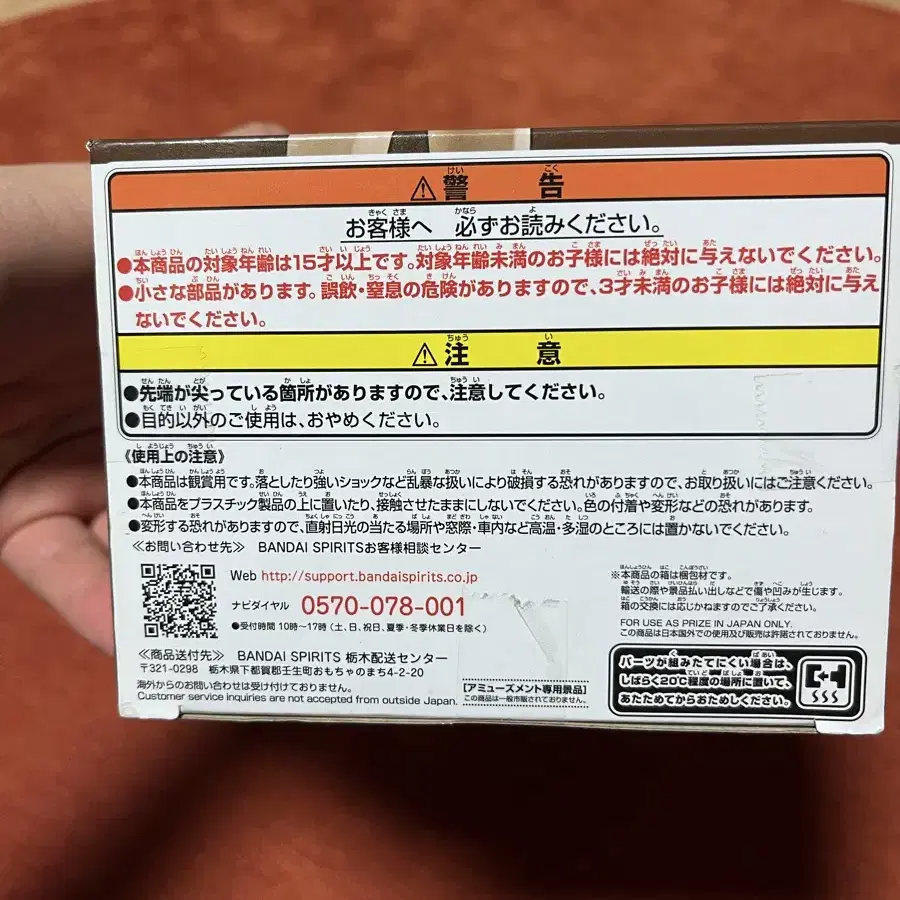 ⚠警告
お客様へ 必ずお読みください。
●本商品の対象年齢は15才以上です。対象年齢未満のお子様には絶対に与えないでください。
●小さな部品があります。誤飲・窒息の危険がありますので、3才未満のお子様には絶対に与え
ないでください。
⚠注意
●先端が尖っている箇所がありますので、注意してください。
●目的以外のご使用は、おやめください。
《使用上の注意》
●本商品は観賞用です。落としたり強いショックなど乱暴な扱いにより破損する恐れがありますので、お取り扱いにはご注意ください。
●本商品をプラスチック製品の上に置いたり、接触させたままにしないでください。色の付着や変形などの恐れがあります。
●変形する恐れがありますので、直射日光の当たる場所や窓際・車内など高温・多湿のところには置かないでください。
≪お問い合わせ先≫ BANDAI SPIRITSお客様相談センター
Web http://support.bandaispirits.co.jp
ナビダイヤル 0570-078-001
●受付時間 10時～17時（土、日、祝日、夏季・冬季休業日を除く）
≪商品送付先≫ BANDAI SPIRITS 栃木配送センター
〒321-0298 栃木県下都賀郡壬生町おもちゃのまち4-2-20
海外からのお問い合わせは受け付けておりません。
Customer service inquiries are not accepted from outside Japan.
【アミューズメント専用景品】
この商品は一般市販されておりません。
※本商品の箱は梱包材です。
輸送の際や景品払い出しなどで傷や凹みが生じます。
箱の交換には応じかねますのでご了承ください。
FOR USE AS PRIZE IN JAPAN ONLY.
この商品は日本国外での使用及び販売は許諾されておりません。
パーツが組みたてにくい場合は、
しばらく20℃程度の場所に置いて、
あたためてからおためしください。